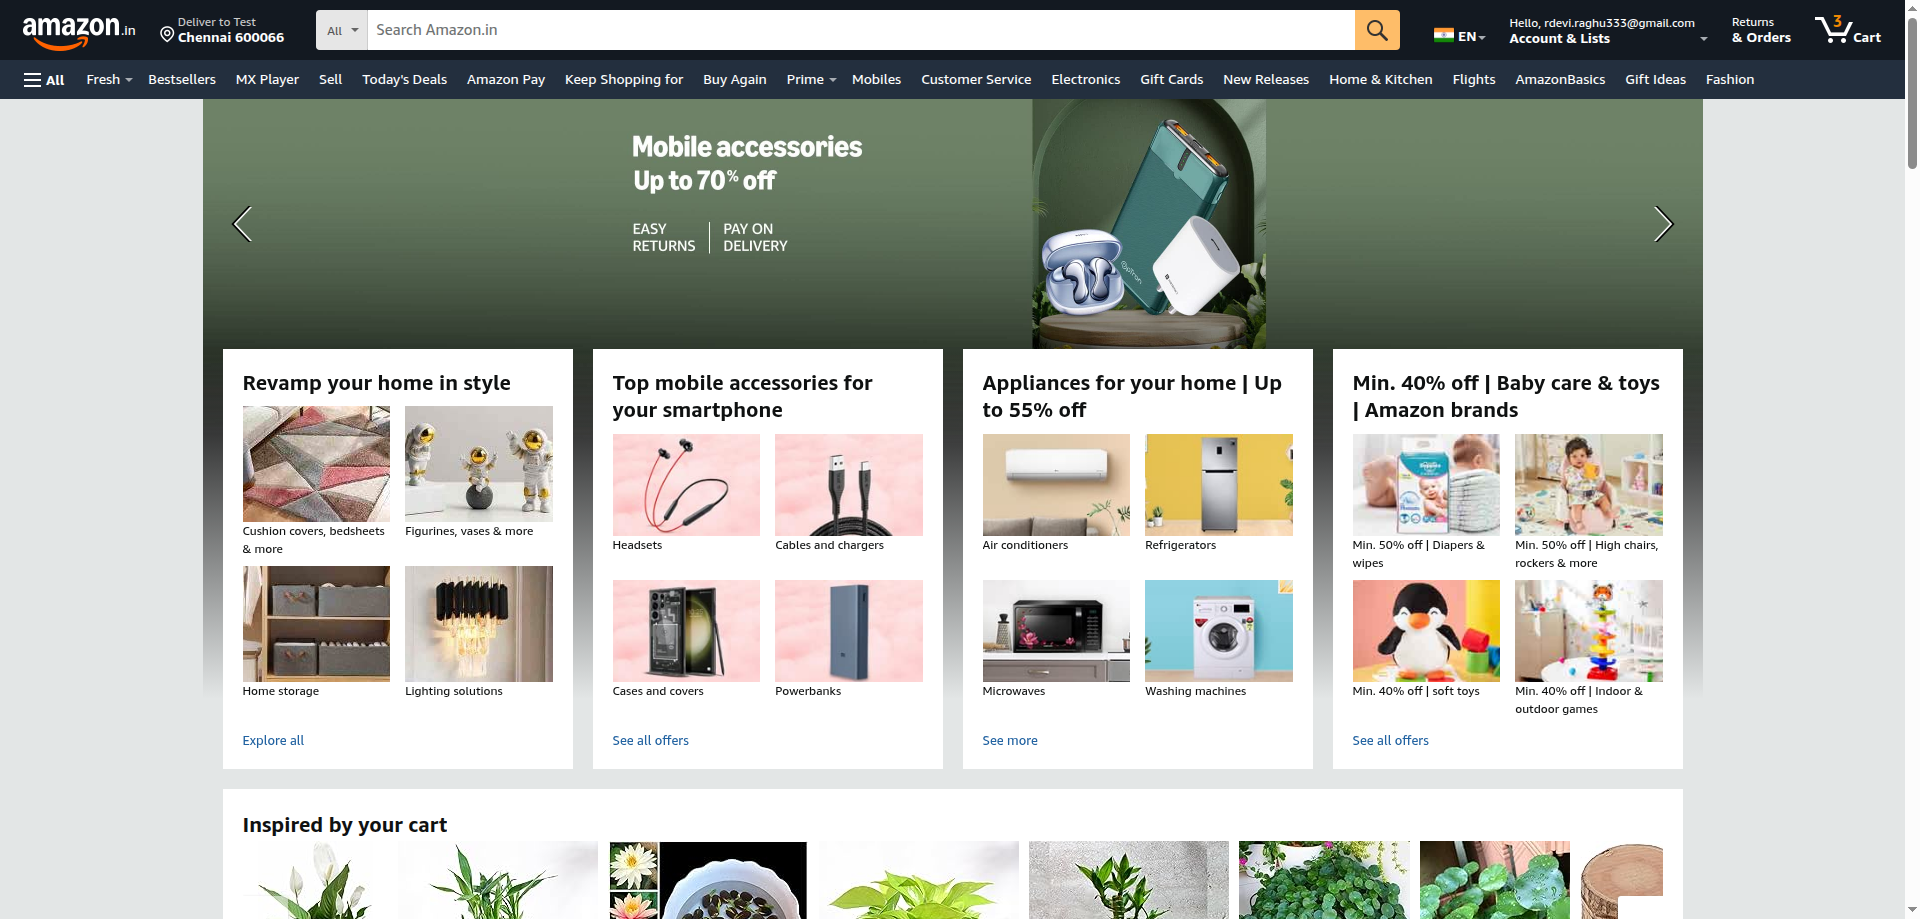 amazon.in
Deliver to Test
Chennai 600066
All
Search Amazon.in
EN
Hello, rdevi.raghu333@gmail.com
Account & Lists
Returns
& Orders
3
Cart
All
Fresh
Bestsellers
MX Player
Sell
Today's Deals
Amazon Pay
Keep Shopping for
Buy Again
Prime
Mobiles
Customer Service
Electronics
Gift Cards
New Releases
Home & Kitchen
Flights
AmazonBasics
Gift Ideas
Fashion
Mobile accessories
Up to 70% off
EASY
RETURNS
PAY ON
DELIVERY
Revamp your home in style
Cushion covers, bedsheets
& more
Figurines, vases & more
Home storage
Lighting solutions
Explore all
Top mobile accessories for
your smartphone
Headsets
Cables and chargers
Cases and covers
Powerbanks
See all offers
Appliances for your home | Up
to 55% off
Air conditioners
Refrigerators
Microwaves
Washing machines
See more
Min. 40% off | Baby care & toys
| Amazon brands
Min. 50% off | Diapers &
wipes
Min. 50% off | High chairs,
rockers & more
Min. 40% off | soft toys
Min. 40% off | Indoor &
outdoor games
See all offers
Inspired by your cart